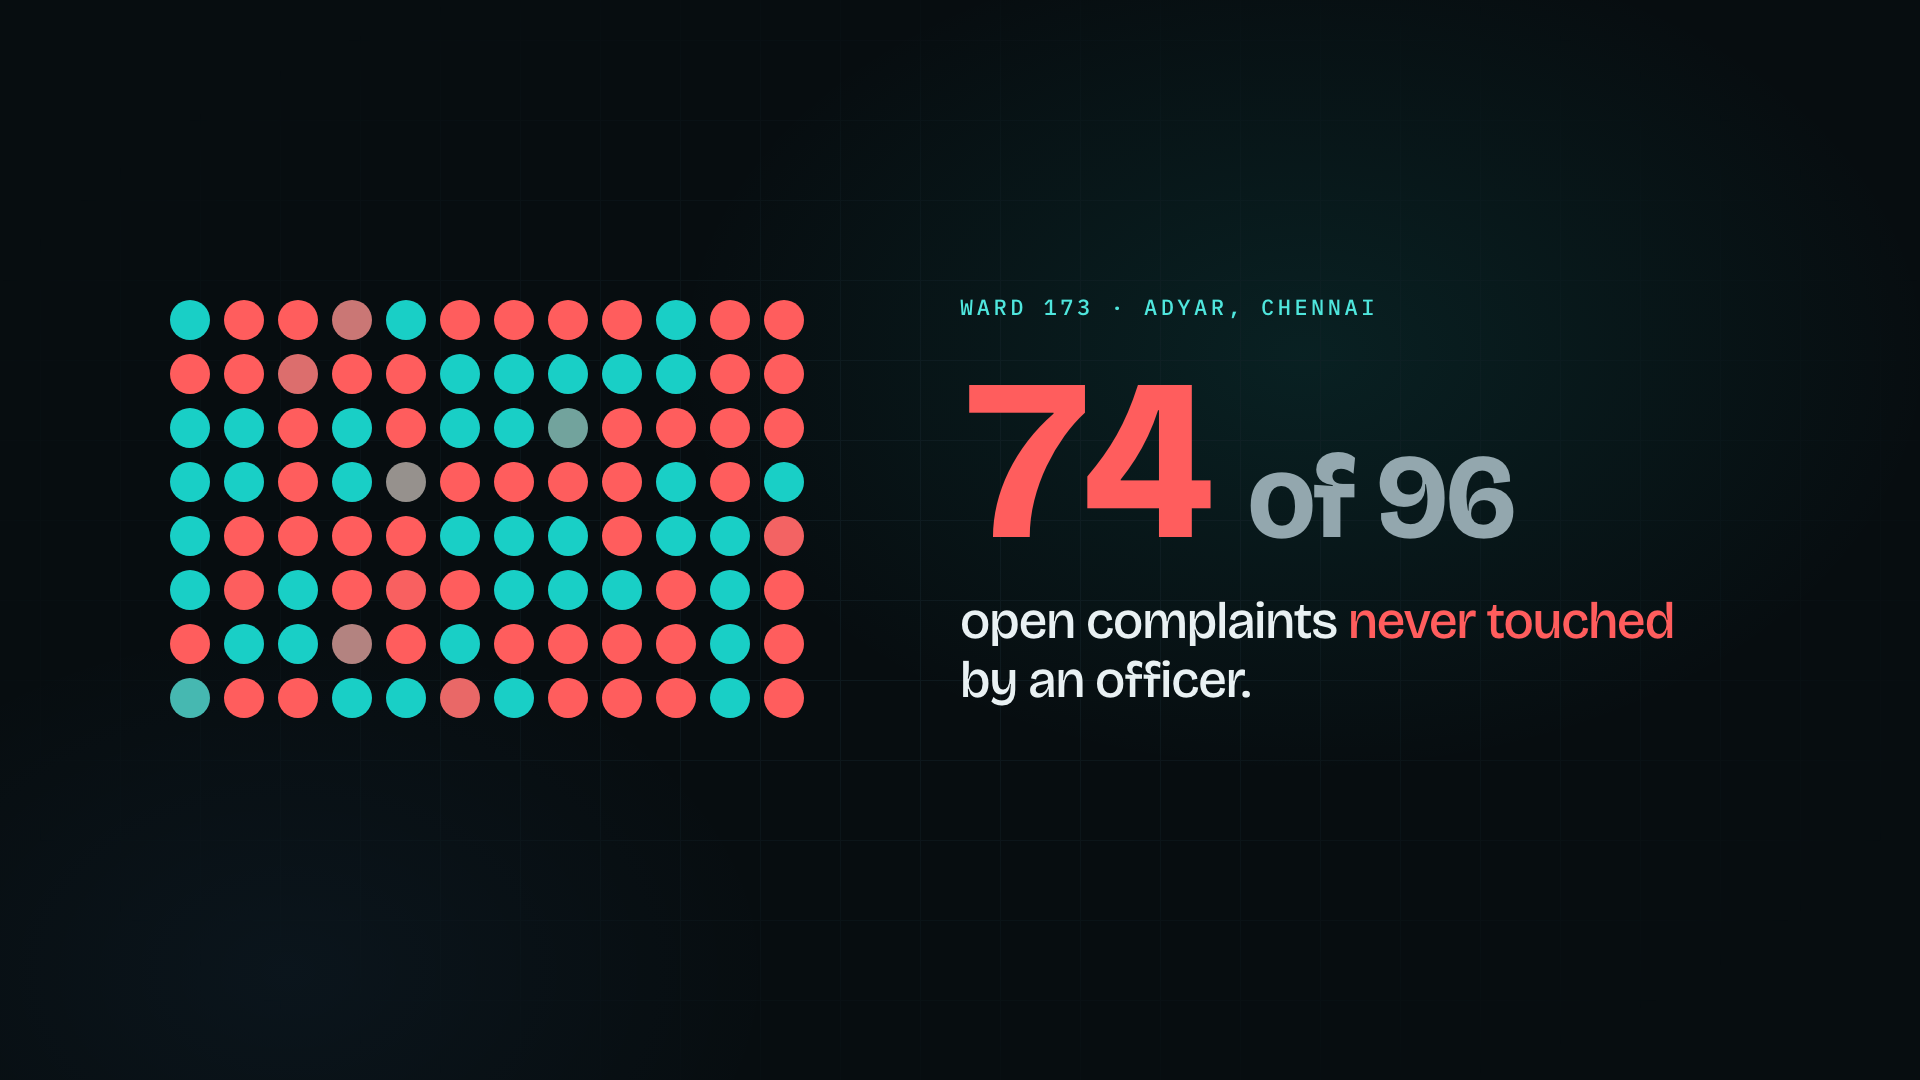 WARD 173 · ADYAR, CHENNAI
74 of 96
open complaints never touched
by an officer.